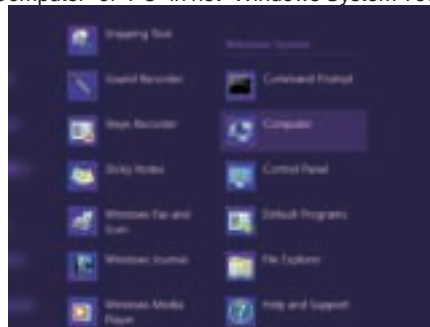 Snipping Tool
Sound Recorder
Steps Recorder
Sticky Notes
Windows Fax and
Scan
Windows Journal
Windows Media
Player
Windows System
Command Prompt
Computer
Control Panel
Default Programs
File Explorer
Help and Support